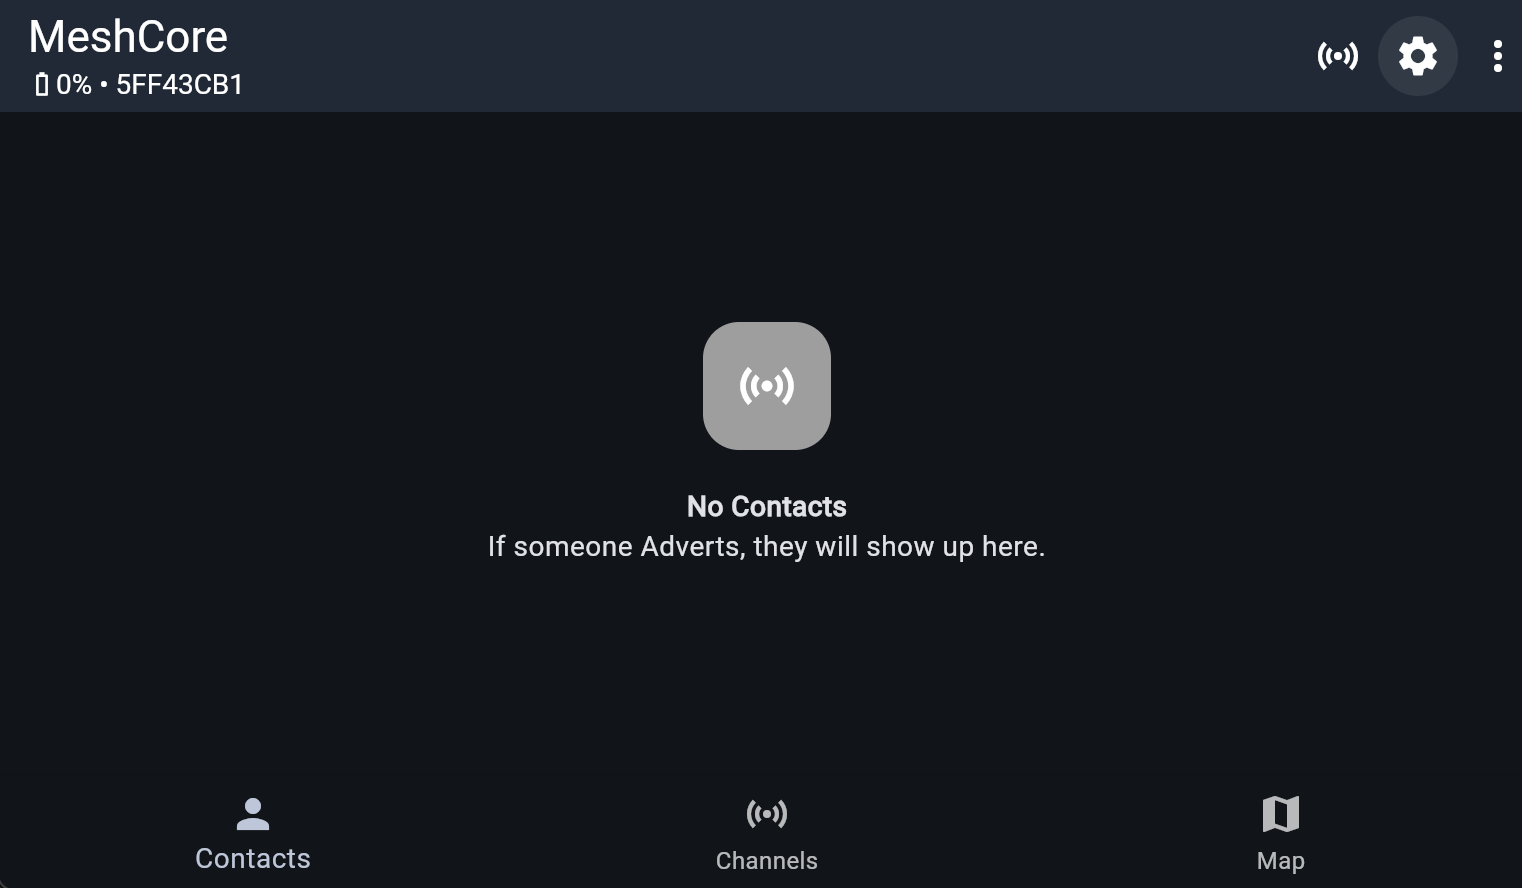 MeshCore
0% • 5FF43CB1
No Contacts
If someone Adverts, they will show up here.
Contacts
Channels
Map